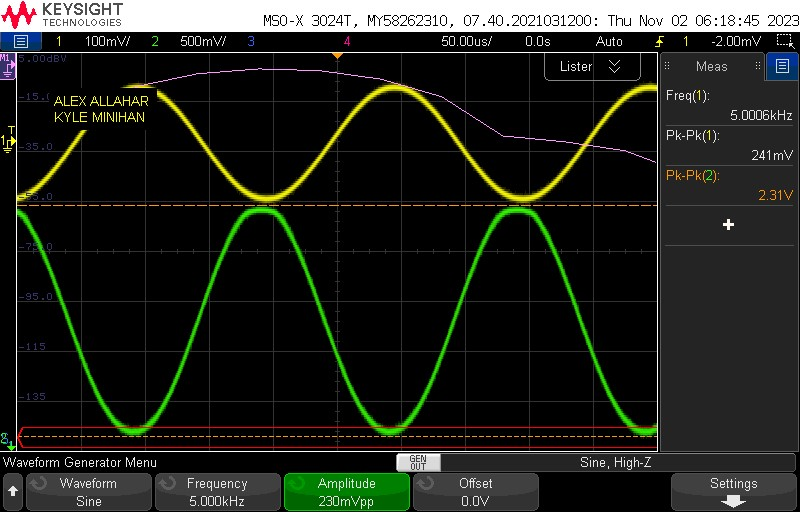 KEYSIGHT
TECHNOLOGIES
MSO-X 3024T, MY58262310, 07.40.2021031200: Thu Nov 02 06:18:45 2023
1 100mV/ 2 500mV/ 3 4 50.00us/ 0.0s Auto 1 -2.00mV
M1
5.00dBV
Lister
Meas
ALEX ALLAHAR
KYLE MINIHAN
-15.0
Freq(1):
5.0006kHz
T
1
-35.0
Pk-Pk(1):
241mV
Pk-Pk(2):
2.31V
-55.0
+
-75.0
-95.0
-115
-135
Waveform Generator Menu
GEN
OUT
Sine, High-Z
Waveform
Sine
Frequency
5.000kHz
Amplitude
230mVpp
Offset
0.0V
Settings